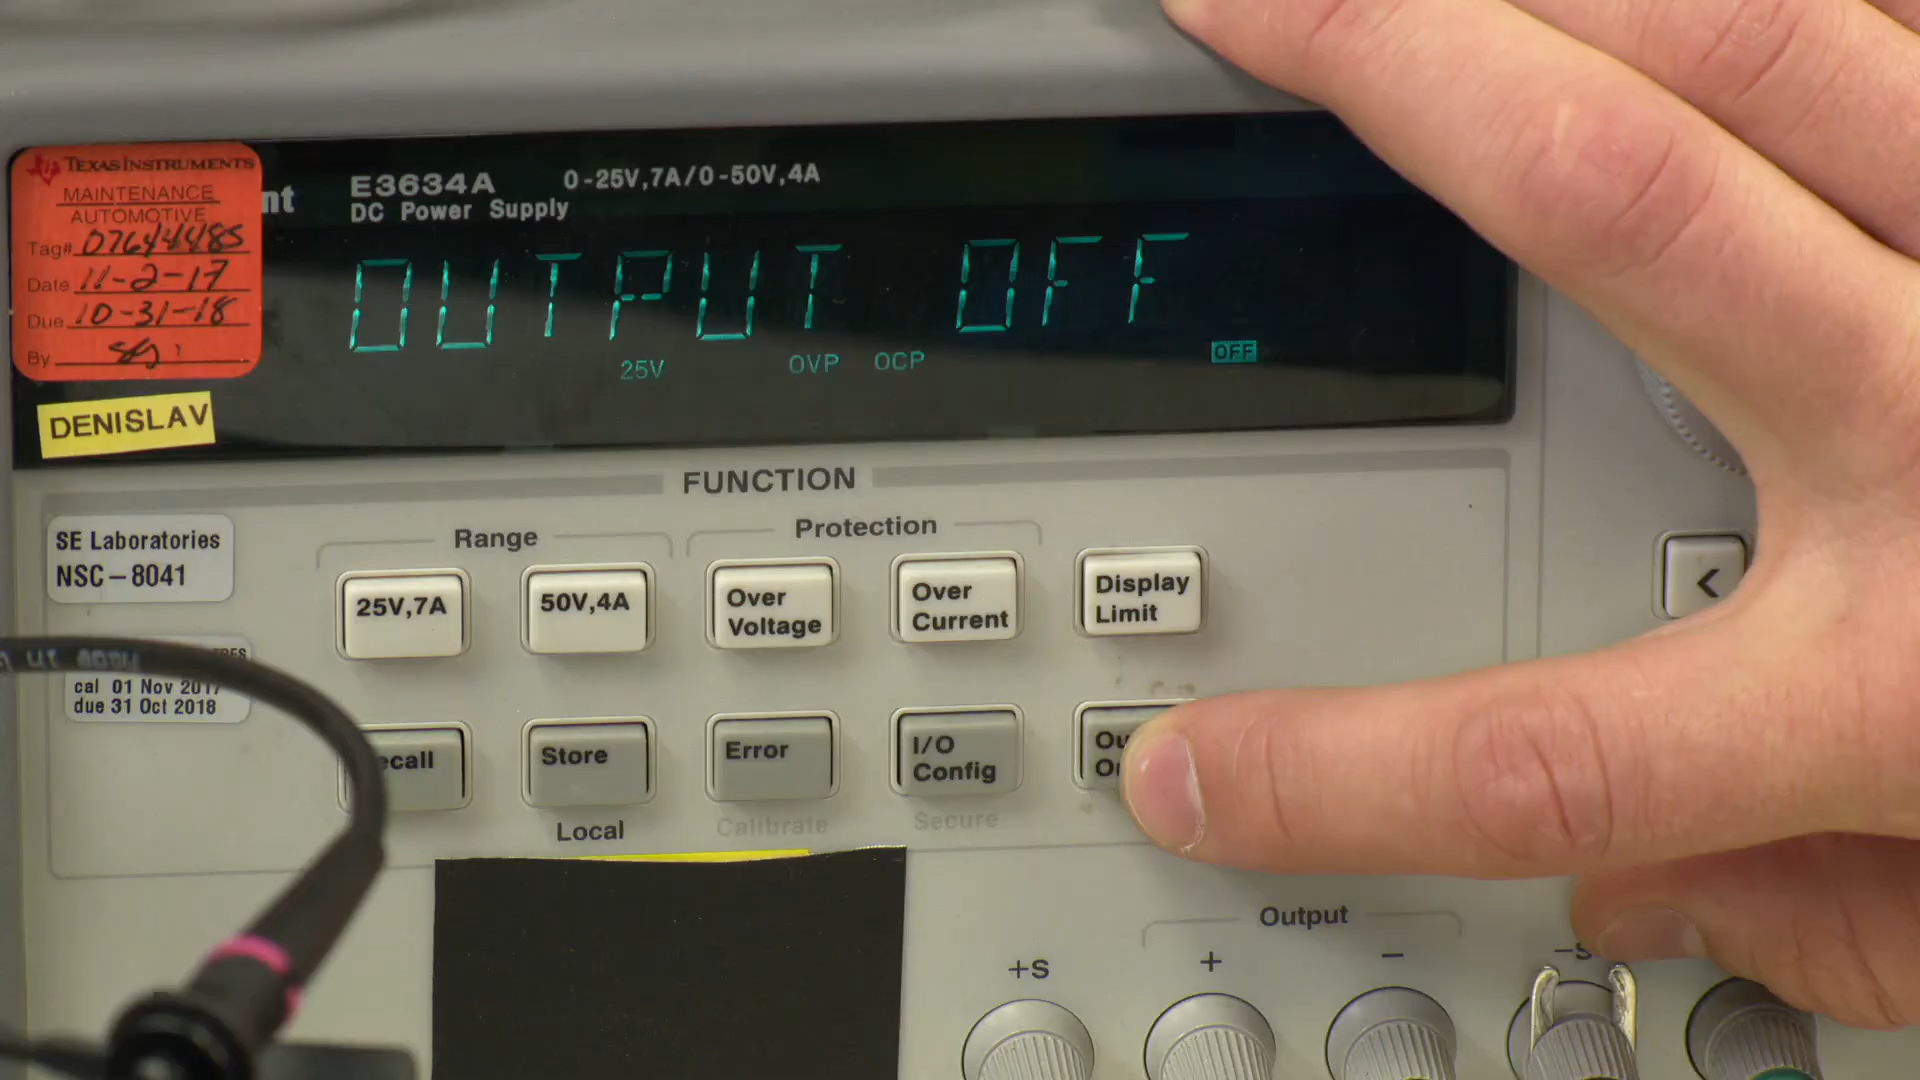 TEXAS INSTRUMENTS
MAINTENANCE
AUTOMOTIVE
Tag# 07644485
Date 11-2-17
Due 10-31-18
By
nt
E3634A 0-25V,7A/0-50V,4A
DC Power Supply
OUTPUT OFF
25V OVP OCP OFF
DENISLAV
FUNCTION
SE Laboratories
NSC-8041
Range
Protection
25V,7A
50V,4A
Over
Voltage
Over
Current
Display
Limit
<
cal 01 Nov 2017
due 31 Oct 2018
ecall
Store
Error
I/O
Config
Ou
O
Local
Calibrate
Secure
Output
+S + − −S